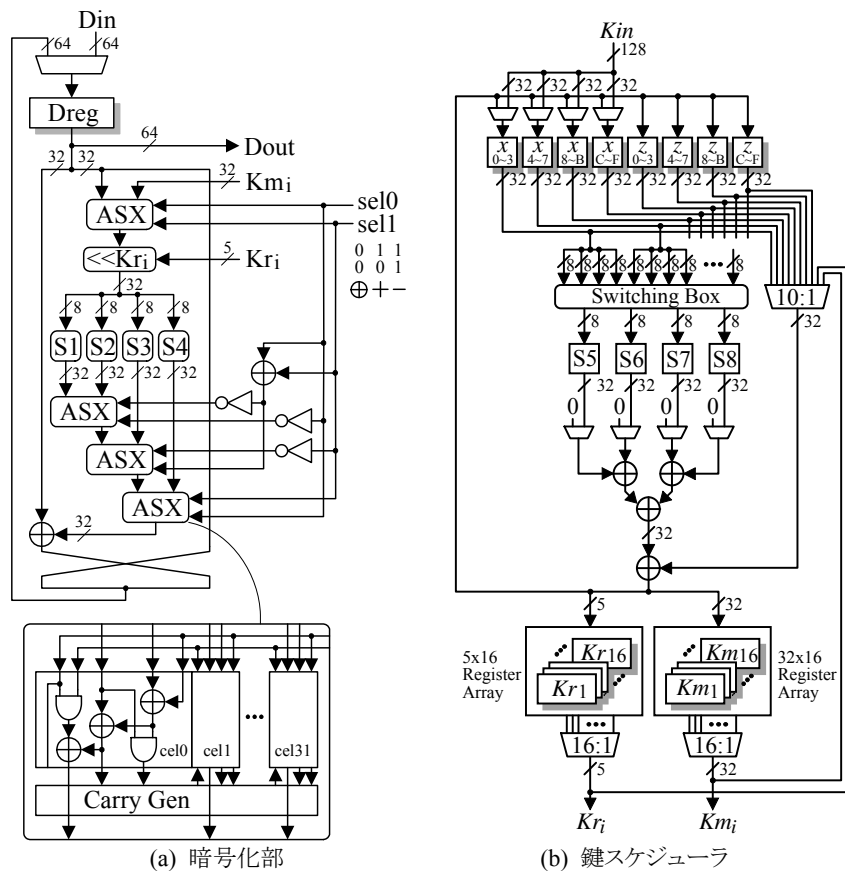 Din
64
64
Dreg
64
Dout
32
32
32
Kmi
ASX
sel0
sel1
<<Kri
5
Kri
0 1 1
0 0 1
⊕ + −
32
8
8
8
8
S1
S2
S3
S4
32
32
32
32
ASX
ASX
ASX
32
cel0
cel1
...
cel31
Carry Gen
(a) 暗号化部
Kin
128
32
32
32
32
x
0~3
x
4~7
x
8~B
x
C~F
z
0~3
z
4~7
z
8~B
z
C~F
32
32
32
32
32
32
32
32
8
8
8
8
8
8
8
8
...
8
Switching Box
10:1
32
8
8
8
8
S5
S6
S7
S8
32
32
32
32
0
0
0
0
32
5
32
5x16
Register
Array
Kr16
Kr1
Km16
Km1
32x16
Register
Array
16:1
16:1
5
32
Kri
Kmi
(b) 鍵スケジューラ